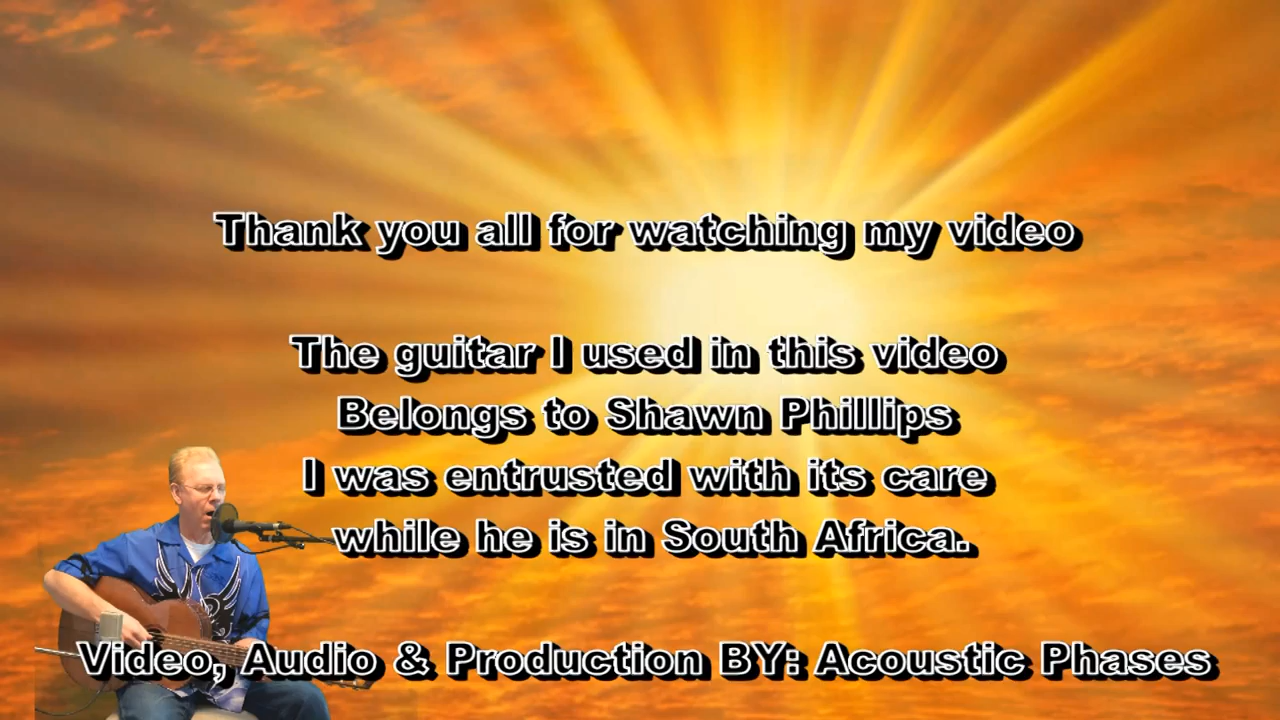 Thank you all for watching my video
The guitar I used in this video
Belongs to Shawn Phillips
I was entrusted with its care
while he is in South Africa.
Video, Audio & Production BY: Acoustic Phases